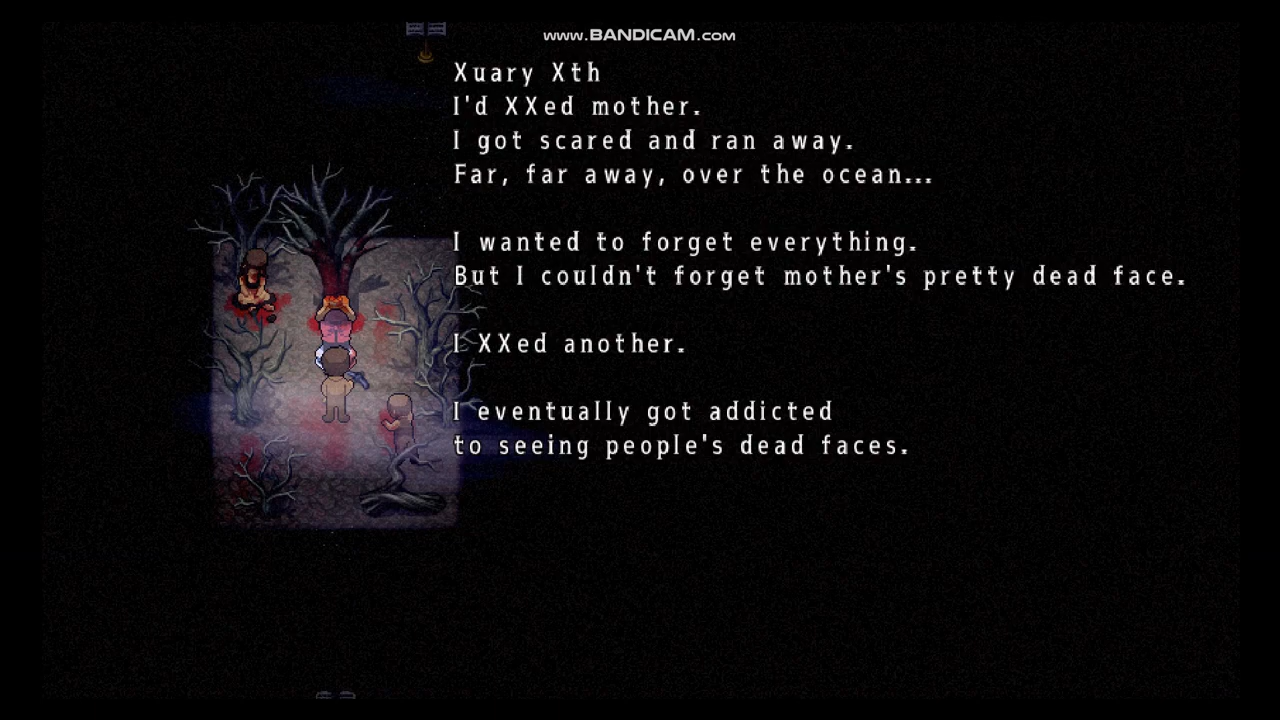 www.BANDICAM.com
Xuary Xth
I'd XXed mother.
I got scared and ran away.
Far, far away, over the ocean...
I wanted to forget everything.
But I couldn't forget mother's pretty dead face.
I XXed another.
I eventually got addicted
to seeing people's dead faces.